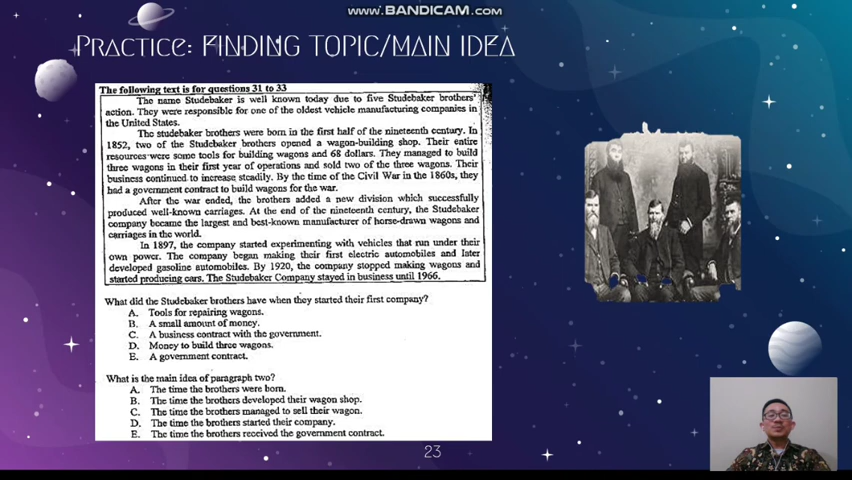 WWW.BANDICAM.COM
PRACTICE: FINDING TOPIC/MAIN IDEA
The following text is for questions 31 to 33
The name Studebaker is well known today due to five Studebaker brothers'
action. They were responsible for one of the oldest vehicle manufacturing companies in
the United States.
The studebaker brothers were born in the first half of the nineteenth century. In
1852, two of the Studebaker brothers opened a wagon-building shop. Their entire
resources were some tools for building wagons and 68 dollars. They managed to build
three wagons in their first year of operations and sold two of the three wagons. Their
business continued to increase steadily. By the time of the Civil War in the 1860s, they
had a government contract to build wagons for the war.
After the war ended, the brothers added a new division which successfully
produced well-known carriages. At the end of the nineteenth century, the Studebaker
company became the largest and best-known manufacturer of horse-drawn wagons and
carriages in the world.
In 1897, the company started experimenting with vehicles that run under their
own power. The company began making their first electric automobiles and later
developed gasoline automobiles. By 1920, the company stopped making wagons and
started producing cars. The Studebaker Company stayed in business until 1966.
What did the Studebaker brothers have when they started their first company?
A. Tools for repairing wagons.
B. A small amount of money.
C. A business contract with the government.
D. Money to build three wagons.
E. A government contract.
What is the main idea of paragraph two?
A. The time the brothers were born.
B. The time the brothers developed their wagon shop.
C. The time the brothers managed to sell their wagon.
D. The time the brothers started their company.
E. The time the brothers received the government contract.
23